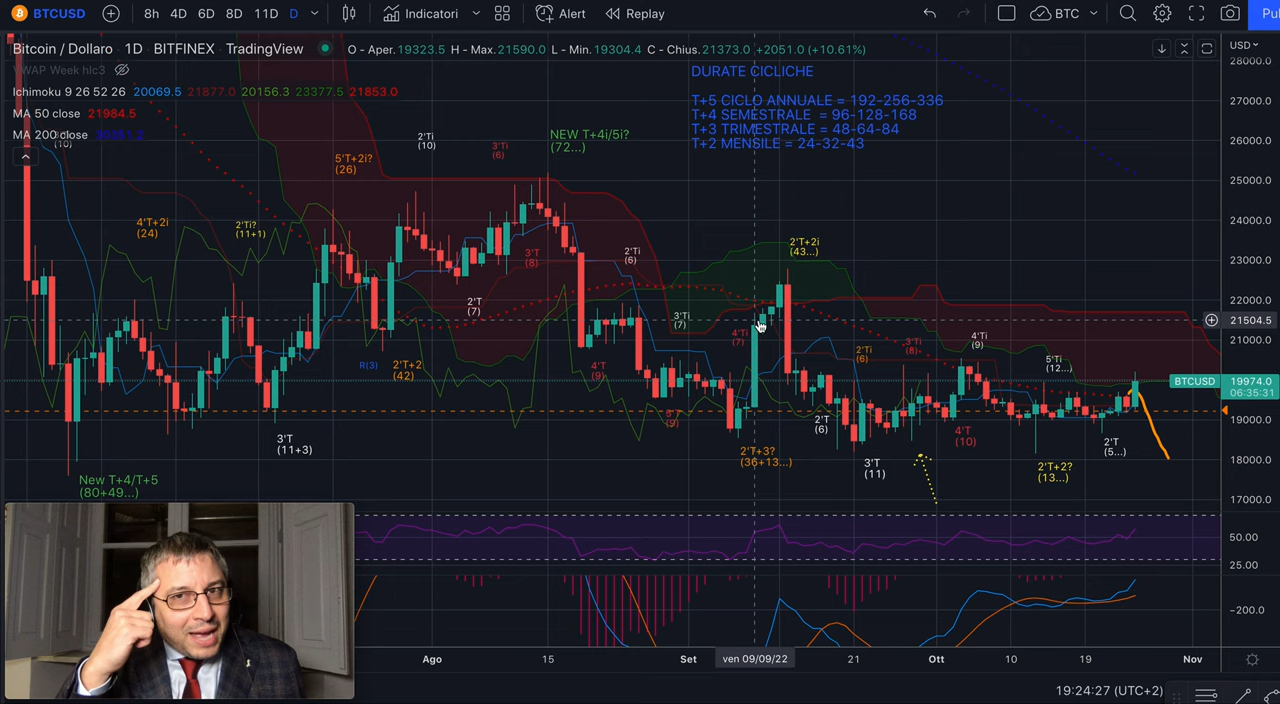 BTCUSD 8h 4D 6D 8D 11D D Indicatori Alert Replay BTC Pu
Bitcoin / Dollaro · 1D · BITFINEX · TradingView O - Aper.19323.5 H - Max.21590.0 L - Min.19304.4 C - Chius.21373.0 +2051.0 (+10.61%) USD
VWAP Week hlc3
Ichimoku 9 26 52 26 20069.5 21877.0 20156.3 23377.5 21853.0
MA 50 close 21984.5
MA 200 close
(10)
DURATE CICLICHE
T+5 CICLO ANNUALE = 192-256-336
T+4 SEMESTRALE = 96-128-168
T+3 TRIMESTRALE = 48-64-84
T+2 MENSILE = 24-32-43
2'Ti
(10)
3'Ti
(6)
NEW T+4i/5i?
(72...)
5'T+2i?
(26)
4'T+2i
(24)
2'Ti?
(11+1)
3'T
(8)
2'Ti
(6)
2'T+2i
(43...)
2'T
(7)
3'Ti
(7)
4'Ti
(7)
R(3)
2'T+2
(42)
4'T
(9)
2'Ti
(6)
3'Ti
(8)
4'Ti
(9)
5'Ti
(12...)
3'T
(11+3)
(9)
2'T+3?
(36+13...)
2'T
(6)
3'T
(11)
4'T
(10)
2'T+2?
(13...)
2'T
(5...)
New T+4/T+5
(80+49...)
28000.0
27000.0
26000.0
25000.0
24000.0
23000.0
22000.0
21504.5
21000.0
BTCUSD 19974.0
06:35:31
19000.0
18000.0
17000.0
50.00
25.00
−200.0
Ago 15 Set ven 09/09/22 21 Ott 10 19 Nov
19:24:27 (UTC+2)